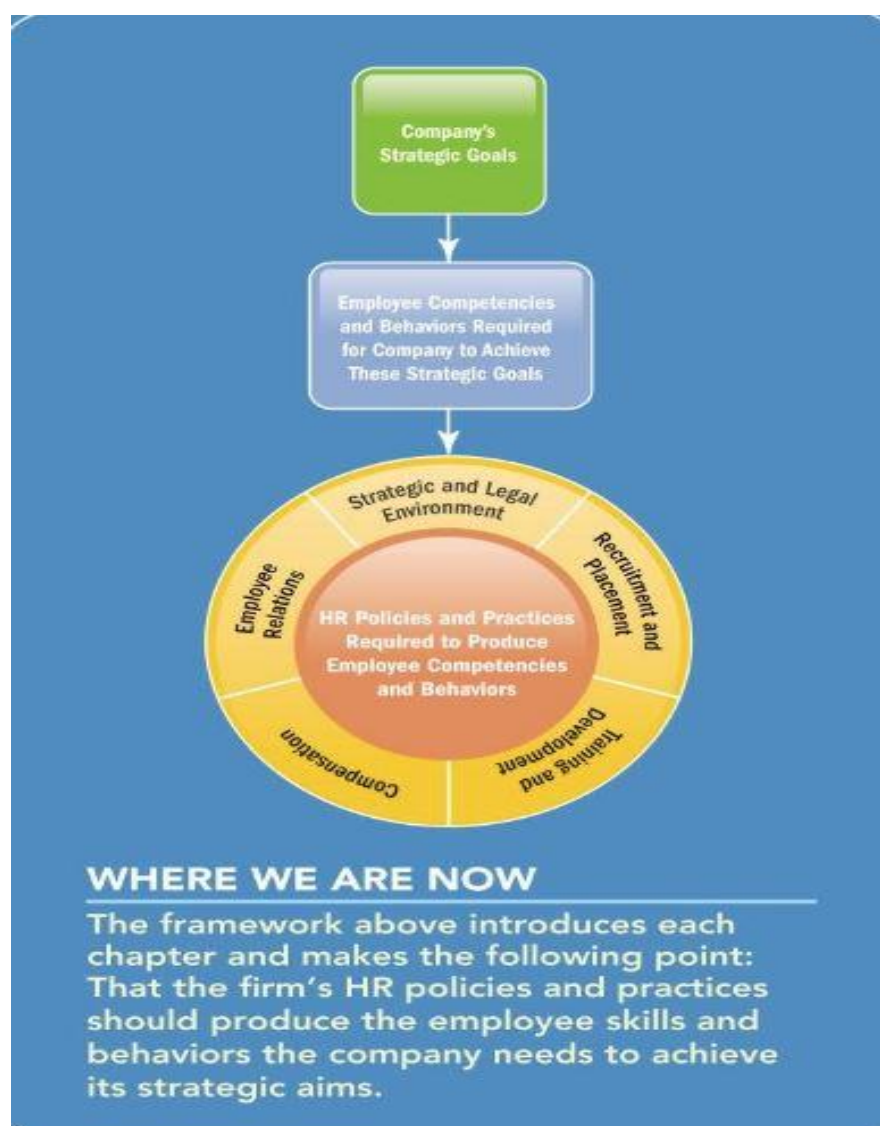 Company's
Strategic Goals
Employee Competencies
and Behaviors Required
for Company to Achieve
These Strategic Goals
Strategic and Legal
Environment
Recruitment and
Placement
Training and
Development
Compensation
Employee
Relations
HR Policies and Practices
Required to Produce
Employee Competencies
and Behaviors
WHERE WE ARE NOW
The framework above introduces each
chapter and makes the following point:
That the firm's HR policies and practices
should produce the employee skills and
behaviors the company needs to achieve
its strategic aims.